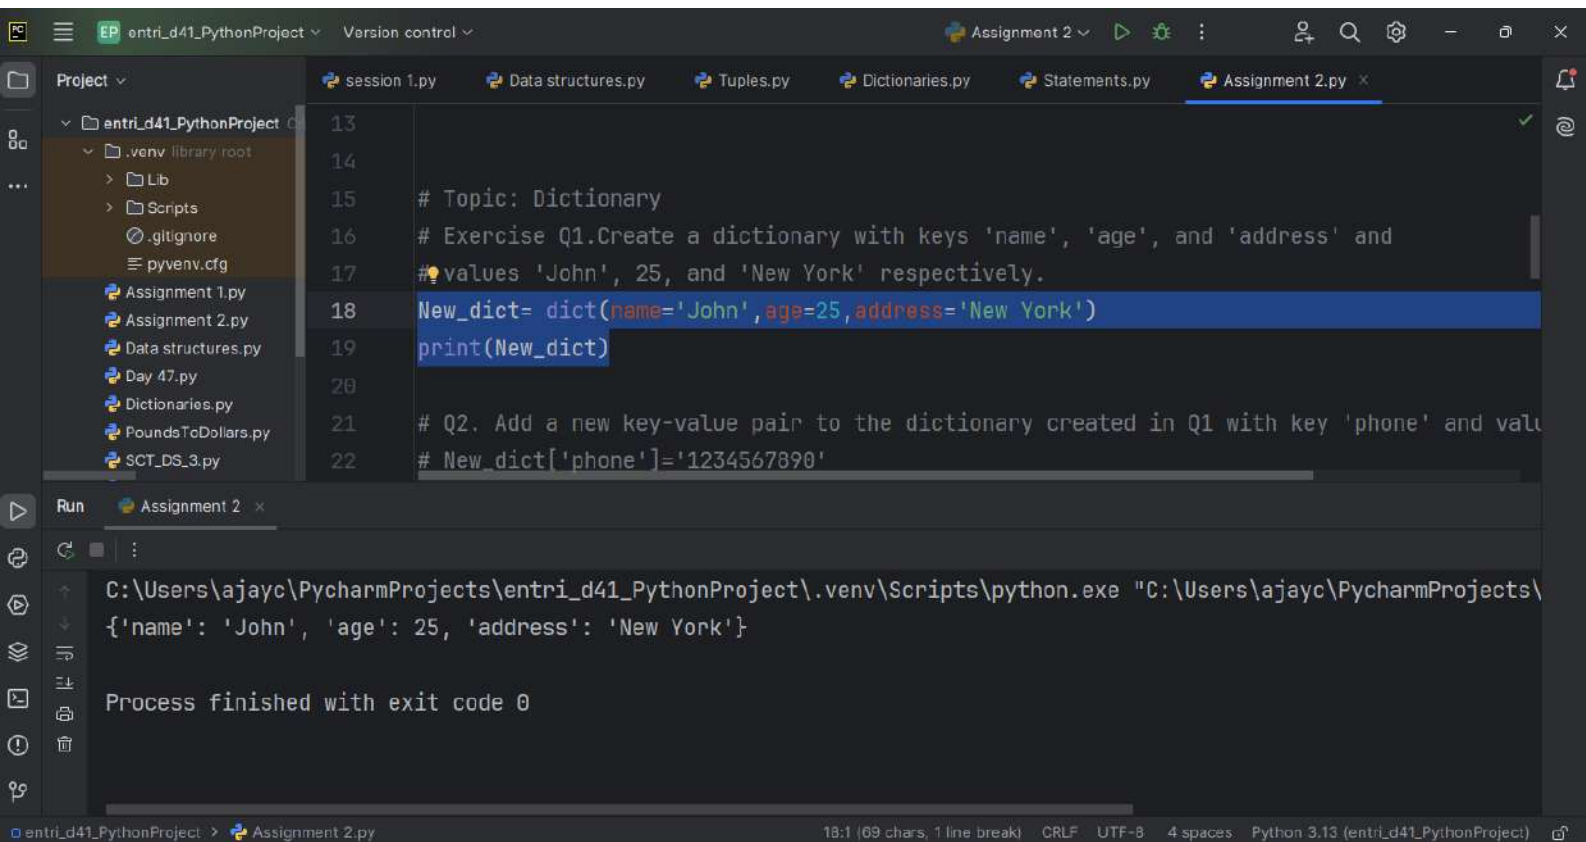 PC
EP entri_d41_PythonProject Version control Assignment 2
Project
session 1.py Data structures.py Tuples.py Dictionaries.py Statements.py Assignment 2.py
entri_d41_PythonProject
.venv library root
Lib
Scripts
.gitignore
pyvenv.cfg
Assignment 1.py
Assignment 2.py
Data structures.py
Day 47.py
Dictionaries.py
PoundsToDollars.py
SCT_DS_3.py
13
14
15 # Topic: Dictionary
16 # Exercise Q1.Create a dictionary with keys 'name', 'age', and 'address' and
17 # values 'John', 25, and 'New York' respectively.
18 New_dict= dict(name='John',age=25,address='New York')
19 print(New_dict)
20
21 # Q2. Add a new key-value pair to the dictionary created in Q1 with key 'phone' and valu
22 # New_dict['phone']='1234567890'
Run Assignment 2
C:\Users\ajayc\PycharmProjects\entri_d41_PythonProject\.venv\Scripts\python.exe "C:\Users\ajayc\PycharmProjects\
{'name': 'John', 'age': 25, 'address': 'New York'}
Process finished with exit code 0
entri_d41_PythonProject > Assignment 2.py 18:1 (69 chars, 1 line break) CRLF UTF-8 4 spaces Python 3.13 (entri_d41_PythonProject)